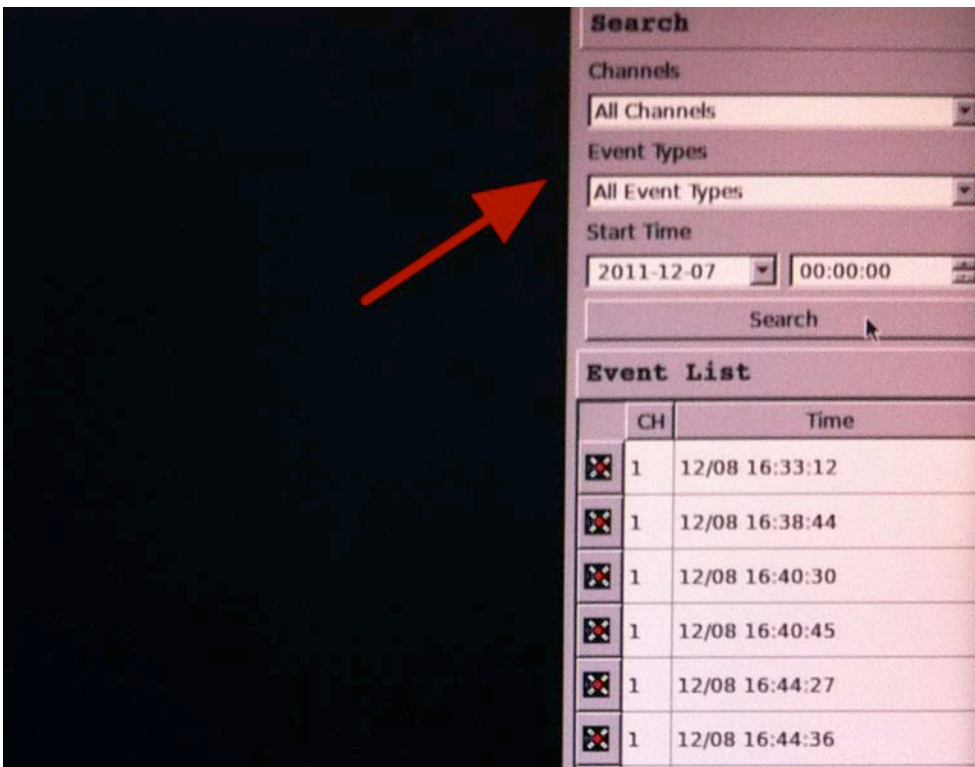 Search
Channels
All Channels
Event Types
All Event Types
Start Time
2011-12-07 00:00:00
Search
Event List
CH Time
1 12/08 16:33:12
1 12/08 16:38:44
1 12/08 16:40:30
1 12/08 16:40:45
1 12/08 16:44:27
1 12/08 16:44:36